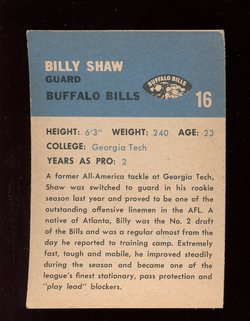 BILLY SHAW
GUARD
BUFFALO BILLS
BUFFALO BILLS
16
HEIGHT: 6'3" WEIGHT: 240 AGE: 23
COLLEGE: Georgia Tech
YEARS AS PRO: 2
A former All-America tackle at Georgia Tech,
Shaw was switched to guard in his rookie
season last year and proved to be one of the
outstanding offensive linemen in the AFL. A
native of Atlanta, Billy was the No. 2 draft
of the Bills and was a regular almost from the
day he reported to training camp. Extremely
fast, tough and mobile, he improved steadily
during the season and became one of the
league's finest stationary, pass protection and
"play lead" blockers.